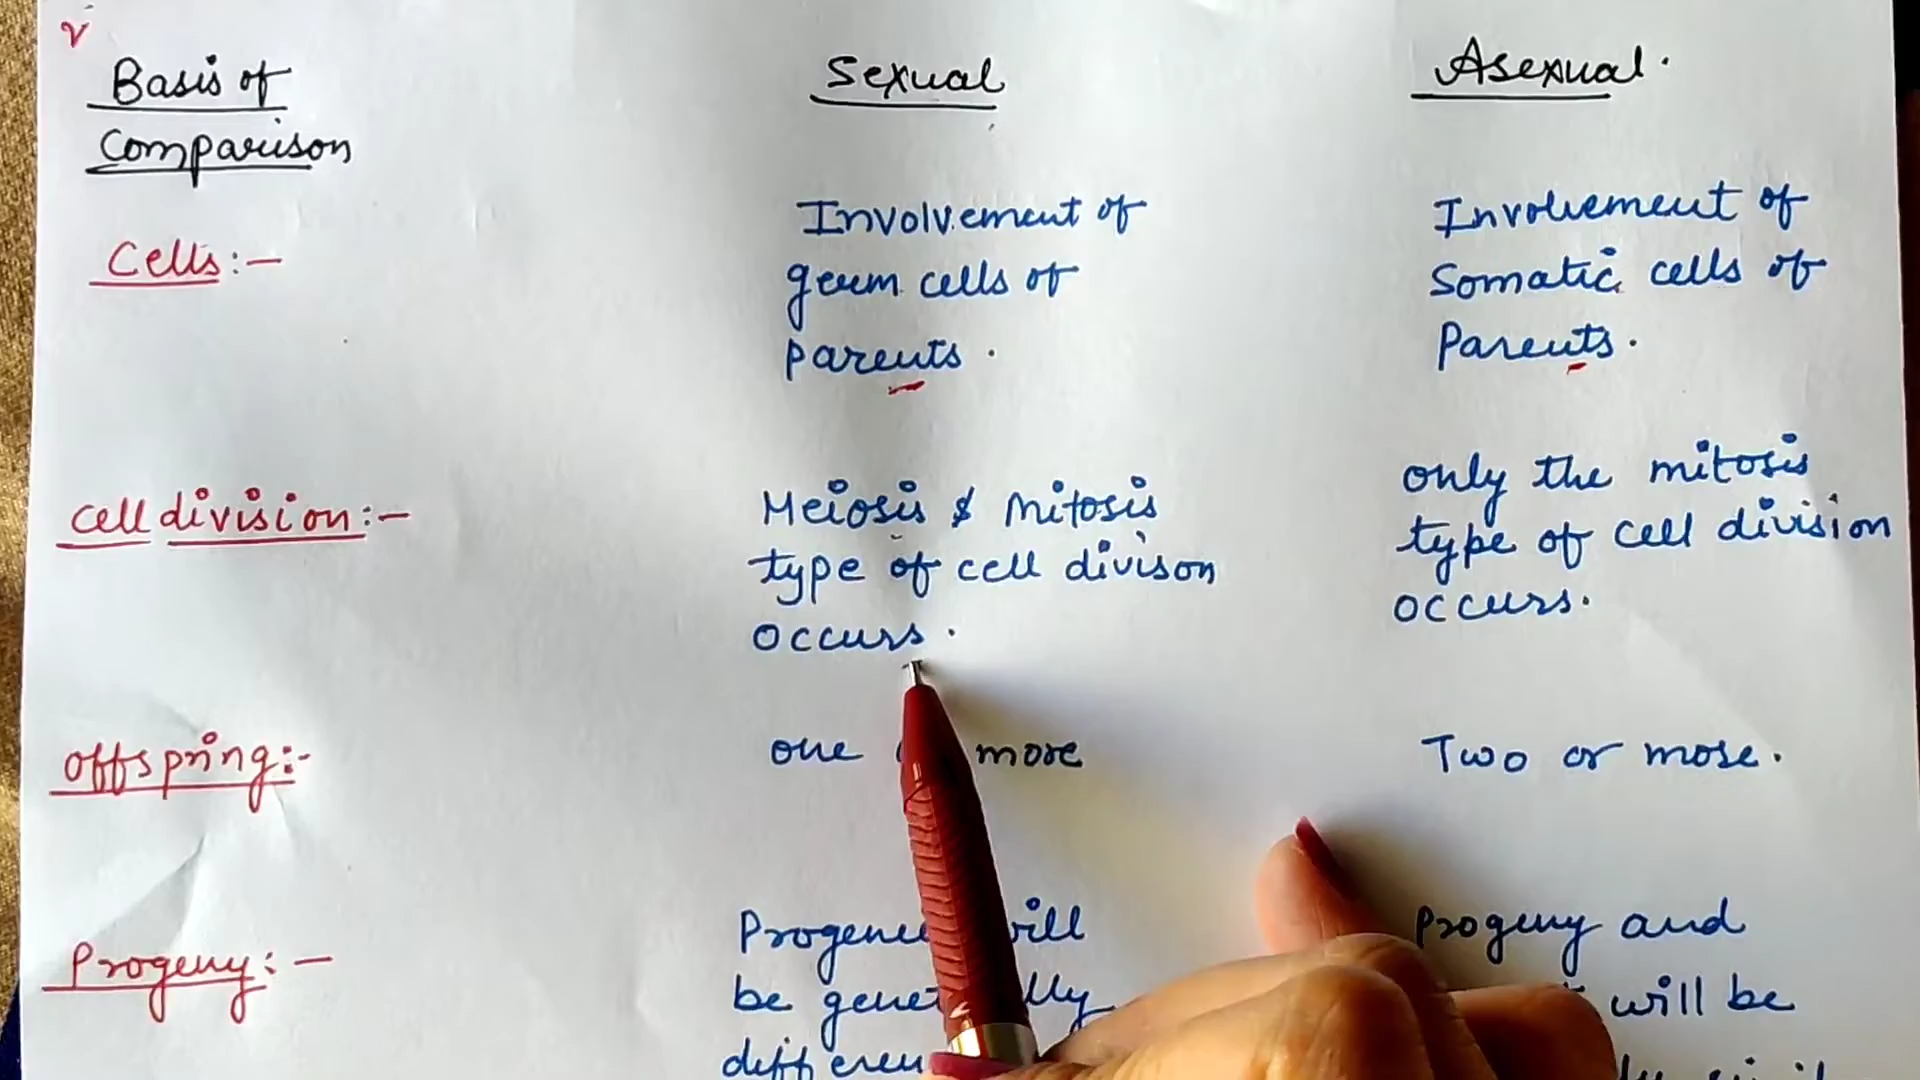 Basis of
Comparison
Sexual
Asexual.
Cells:-
Involvement of
germ cells of
parents.
Involvement of
Somatic cells of
Parents.
cell division:-
Meiosis & Mitosis
type of cell divison
occurs.
only the mitosis
type of cell division
occurs.
offspring:-
one more
Two or more.
Progeny:-
will
be
Progeny and
will be